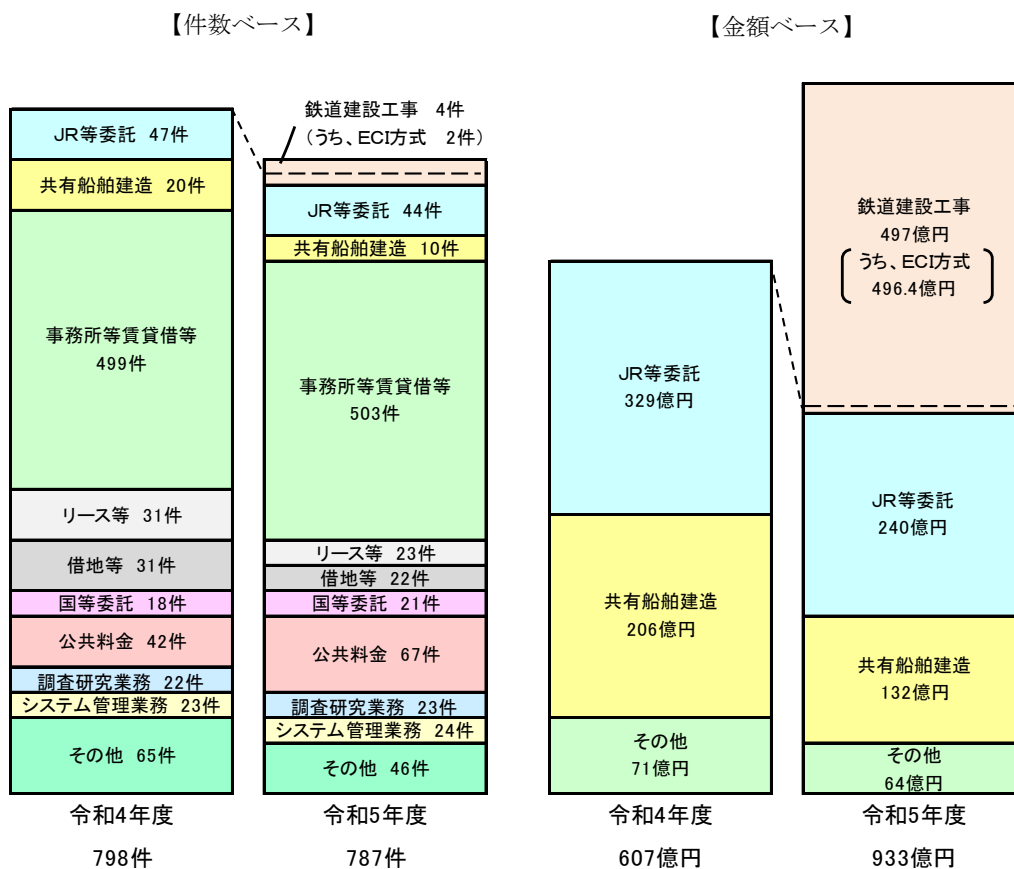 【件数ベース】
JR等委託 47件
共有船舶建造 20件
事務所等賃貸借等
499件
リース等 31件
借地等 31件
国等委託 18件
公共料金 42件
調査研究業務 22件
システム管理業務 23件
その他 65件
令和4年度
798件
鉄道建設工事 4件
（うち、ECI方式 2件）
JR等委託 44件
共有船舶建造 10件
事務所等賃貸借等
503件
リース等 23件
借地等 22件
国等委託 21件
公共料金 67件
調査研究業務 23件
システム管理業務 24件
その他 46件
令和5年度
787件
【金額ベース】
JR等委託
329億円
共有船舶建造
206億円
その他
71億円
令和4年度
607億円
鉄道建設工事
497億円
うち、ECI方式
496.4億円
JR等委託
240億円
共有船舶建造
132億円
その他
64億円
令和5年度
933億円